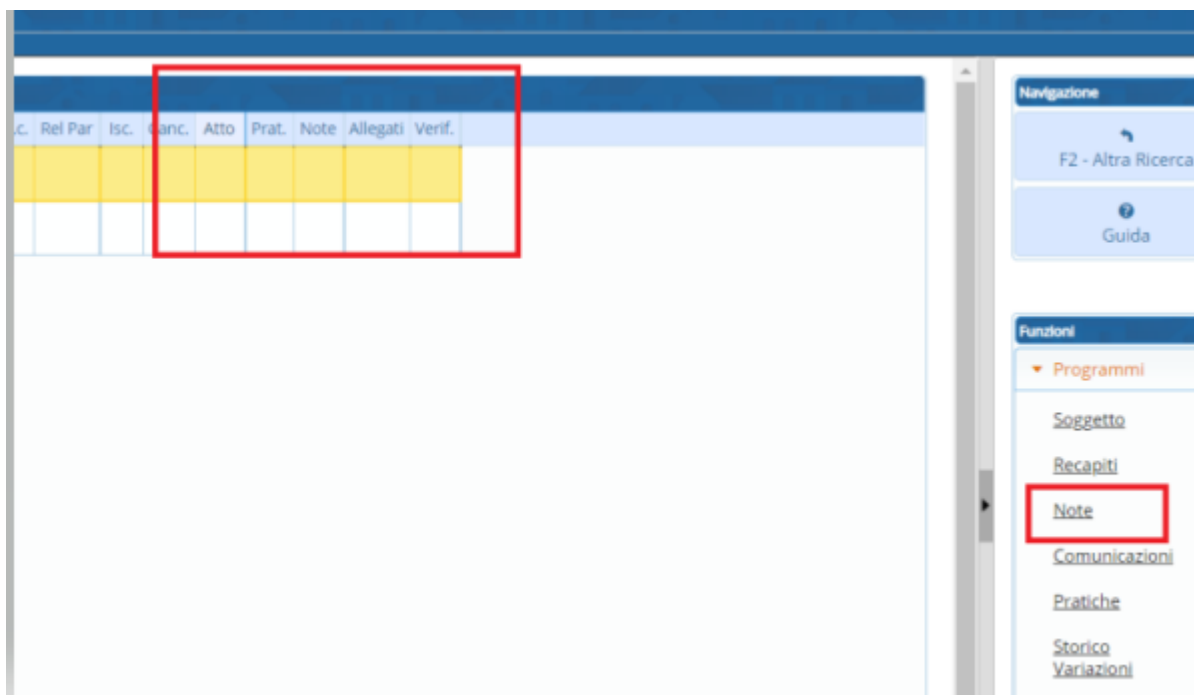 .c. Rel Par Isc. Canc. Atto Prat. Note Allegati Verif.
Navigazione
F2 - Altra Ricerca
Guida
Funzioni
Programmi
Soggetto
Recapiti
Note
Comunicazioni
Pratiche
Storico
Variazioni